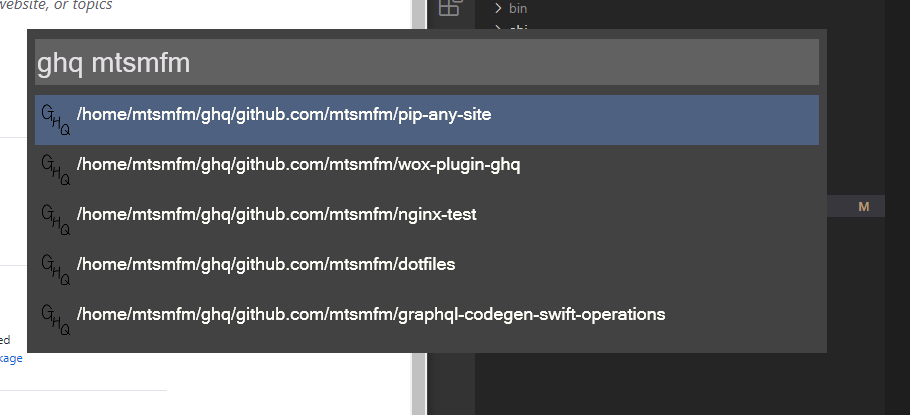 website, or topics
bin
ghq mtsmfm
GHQ /home/mtsmfm/ghq/github.com/mtsmfm/pip-any-site
GHQ /home/mtsmfm/ghq/github.com/mtsmfm/wox-plugin-ghq
GHQ /home/mtsmfm/ghq/github.com/mtsmfm/nginx-test
M
GHQ /home/mtsmfm/ghq/github.com/mtsmfm/dotfiles
GHQ /home/mtsmfm/ghq/github.com/mtsmfm/graphql-codegen-swift-operations
ed
kage